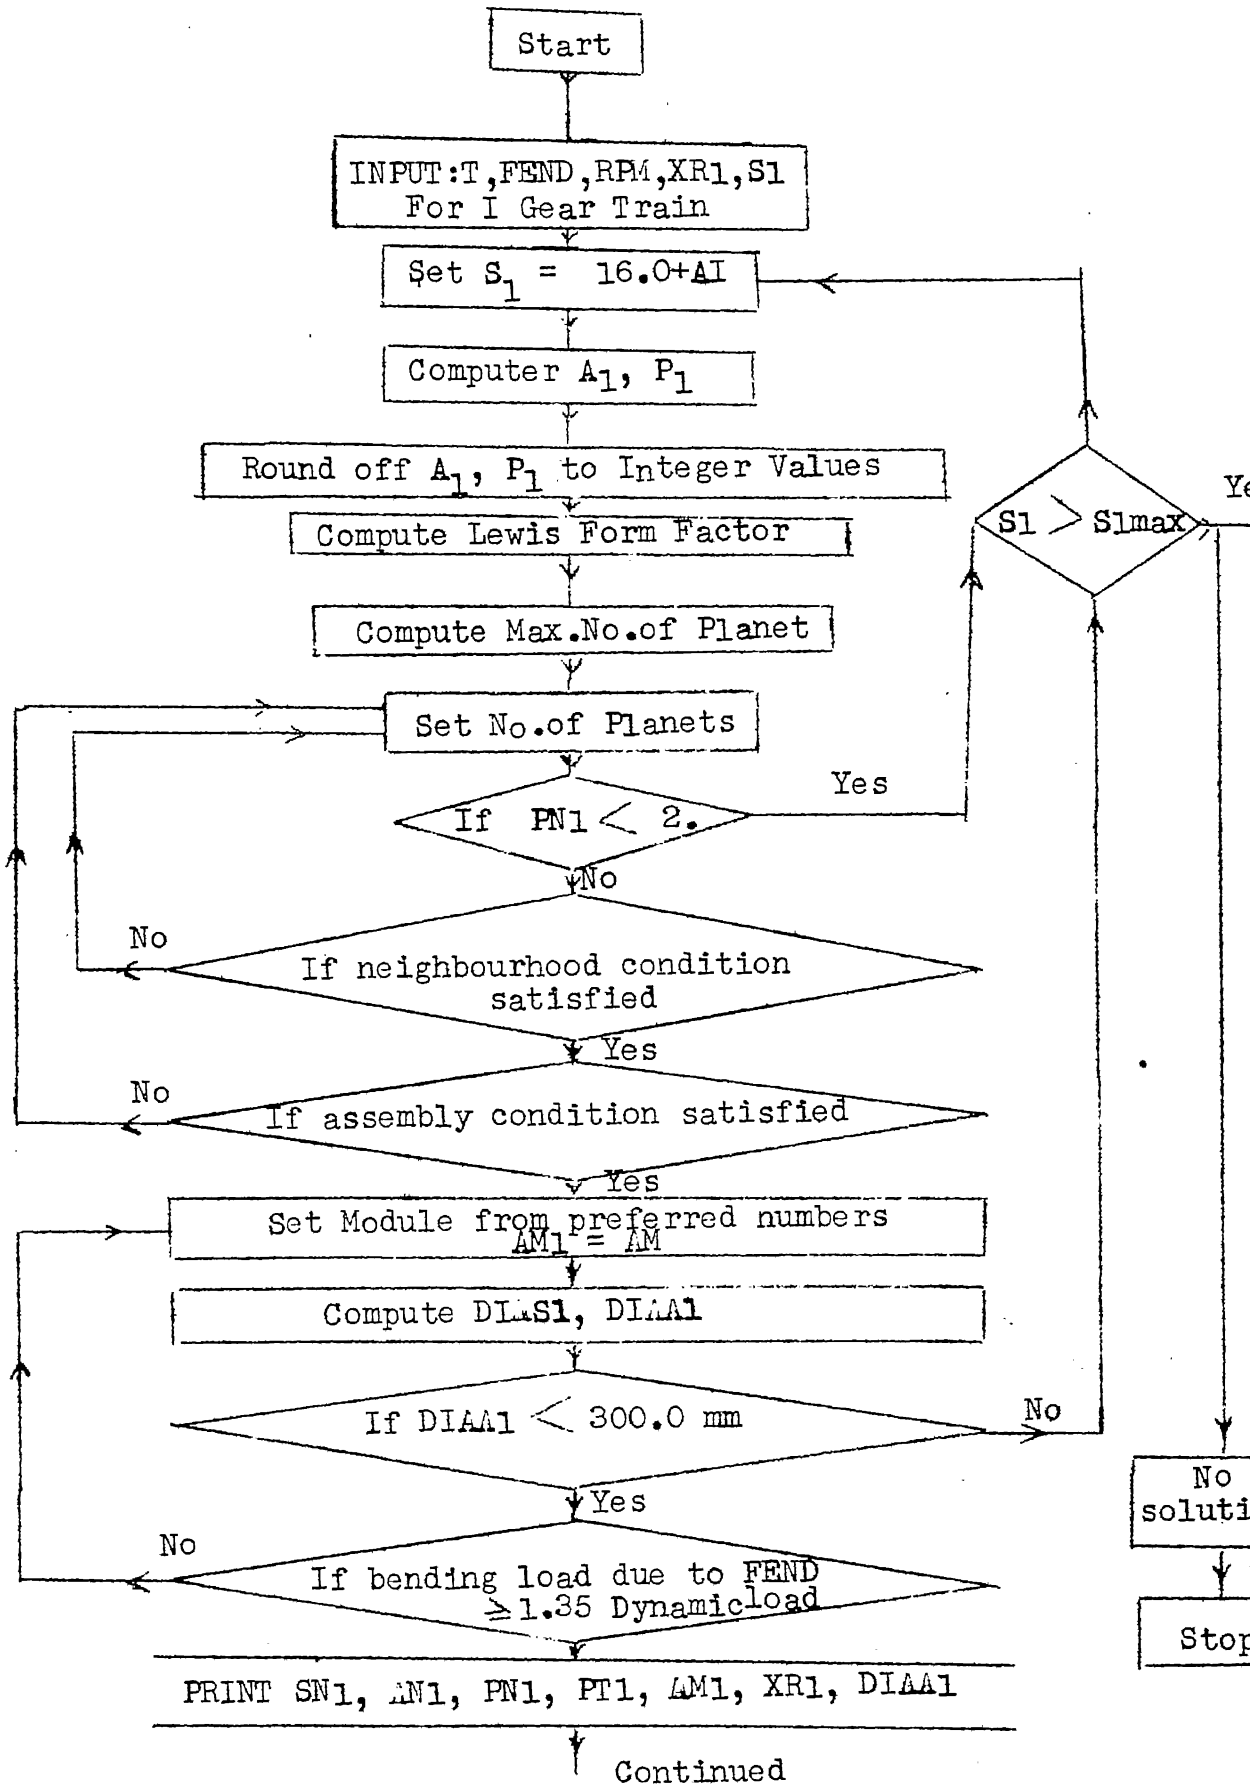 Start
INPUT:T,FEND,RPM,XR1,S1
For I Gear Train
Set S1 = 16.0+AI
Computer A1, P1
Round off A1, P1 to Integer Values
Compute Lewis Form Factor
S1 > S1max
Ye
Compute Max.No.of Planet
Set No.of Planets
If PN1 < 2.
Yes
No
If neighbourhood condition
satisfied
No
Yes
If assembly condition satisfied
No
Yes
Set Module from preferred numbers
AM1 = AM
Compute DIAS1, DIAA1
If DIAA1 < 300.0 mm
No
Yes
If bending load due to FEND
≥1.35 Dynamicload
No
No
soluti
Stop
PRINT SN1, AN1, PN1, PT1, AM1, XR1, DIAA1
Continued